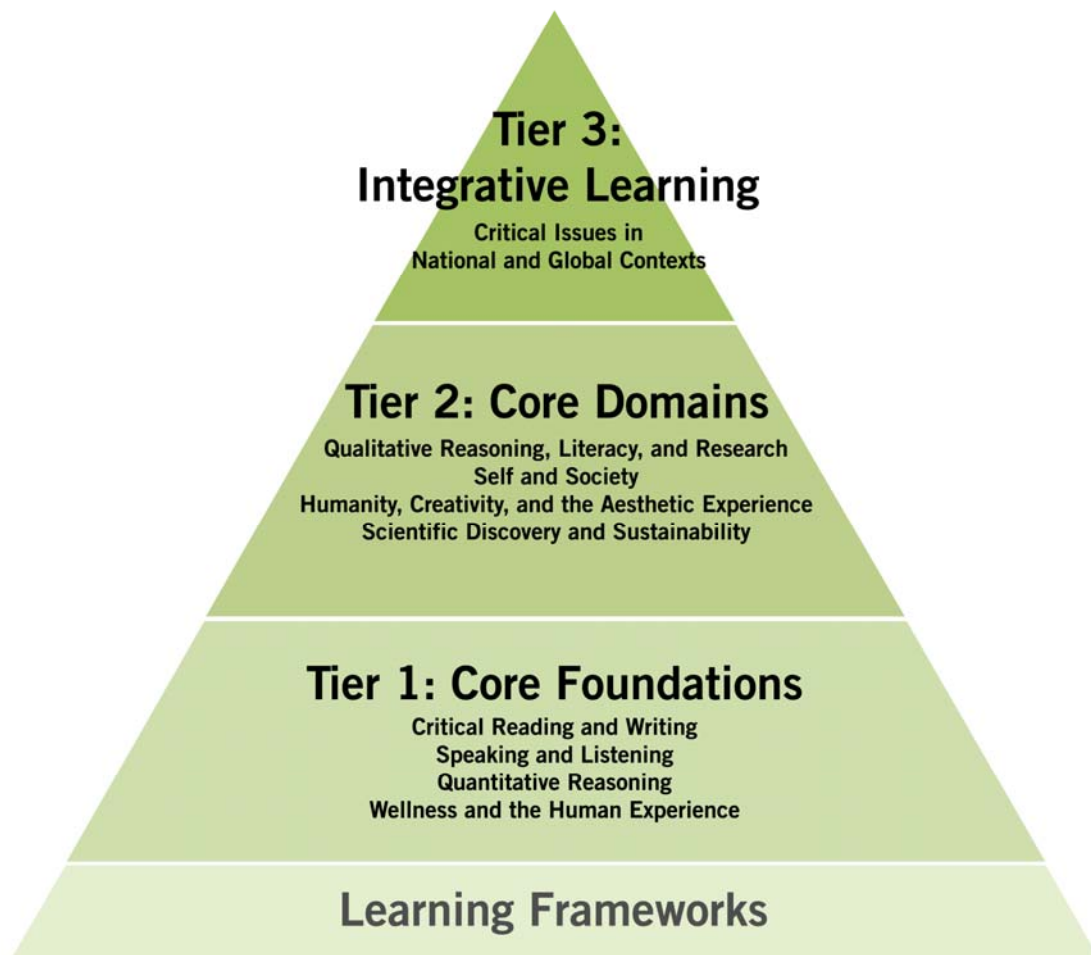 Tier 3:
Integrative Learning
Critical Issues in
National and Global Contexts
Tier 2: Core Domains
Qualitative Reasoning, Literacy, and Research
Self and Society
Humanity, Creativity, and the Aesthetic Experience
Scientific Discovery and Sustainability
Tier 1: Core Foundations
Critical Reading and Writing
Speaking and Listening
Quantitative Reasoning
Wellness and the Human Experience
Learning Frameworks